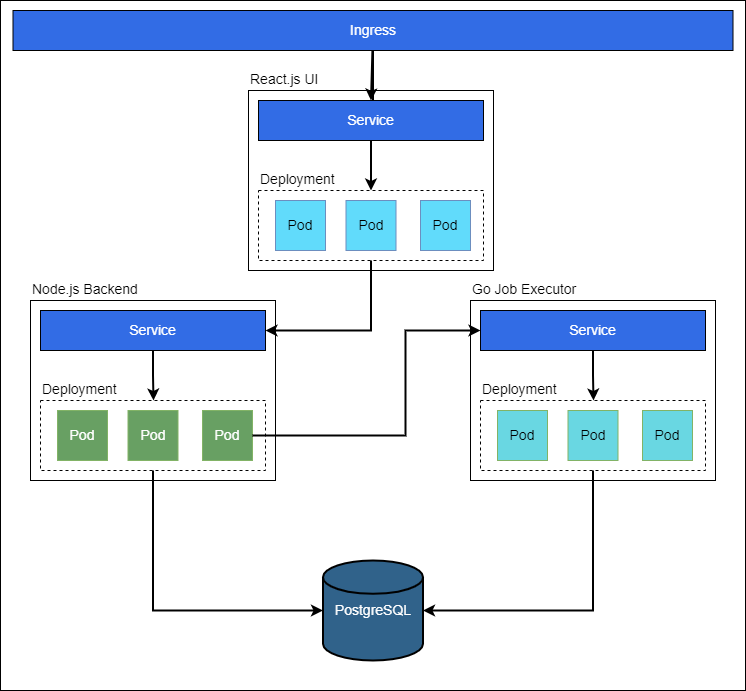 Ingress
React.js UI
Service
Deployment
Pod
Pod
Pod
Node.js Backend
Service
Deployment
Pod
Pod
Pod
Go Job Executor
Service
Deployment
Pod
Pod
Pod
PostgreSQL